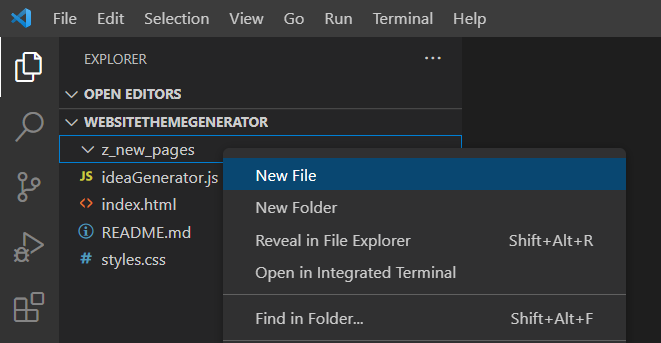 File Edit Selection View Go Run Terminal Help
EXPLORER ...
OPEN EDITORS
WEBSITETHEMEGENERATOR
z_new_pages
JS ideaGenerator.js
<> index.html
README.md
# styles.css
New File
New Folder
Reveal in File Explorer Shift+Alt+R
Open in Integrated Terminal
Find in Folder... Shift+Alt+F